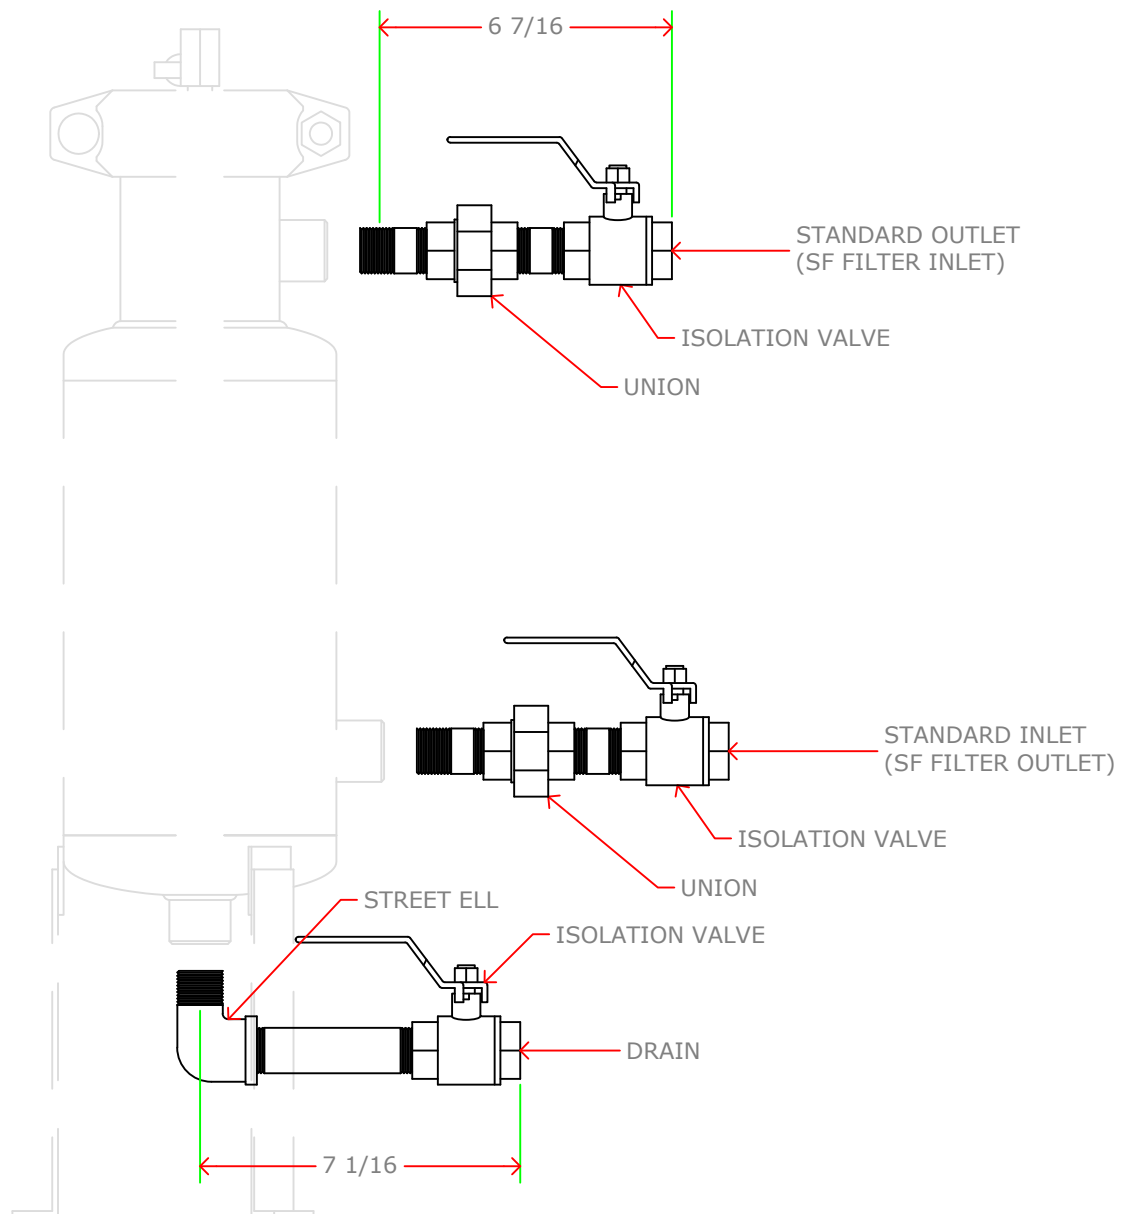 6 7/16
STANDARD OUTLET
(SF FILTER INLET)
ISOLATION VALVE
UNION
STANDARD INLET
(SF FILTER OUTLET)
ISOLATION VALVE
UNION
STREET ELL
ISOLATION VALVE
DRAIN
7 1/16